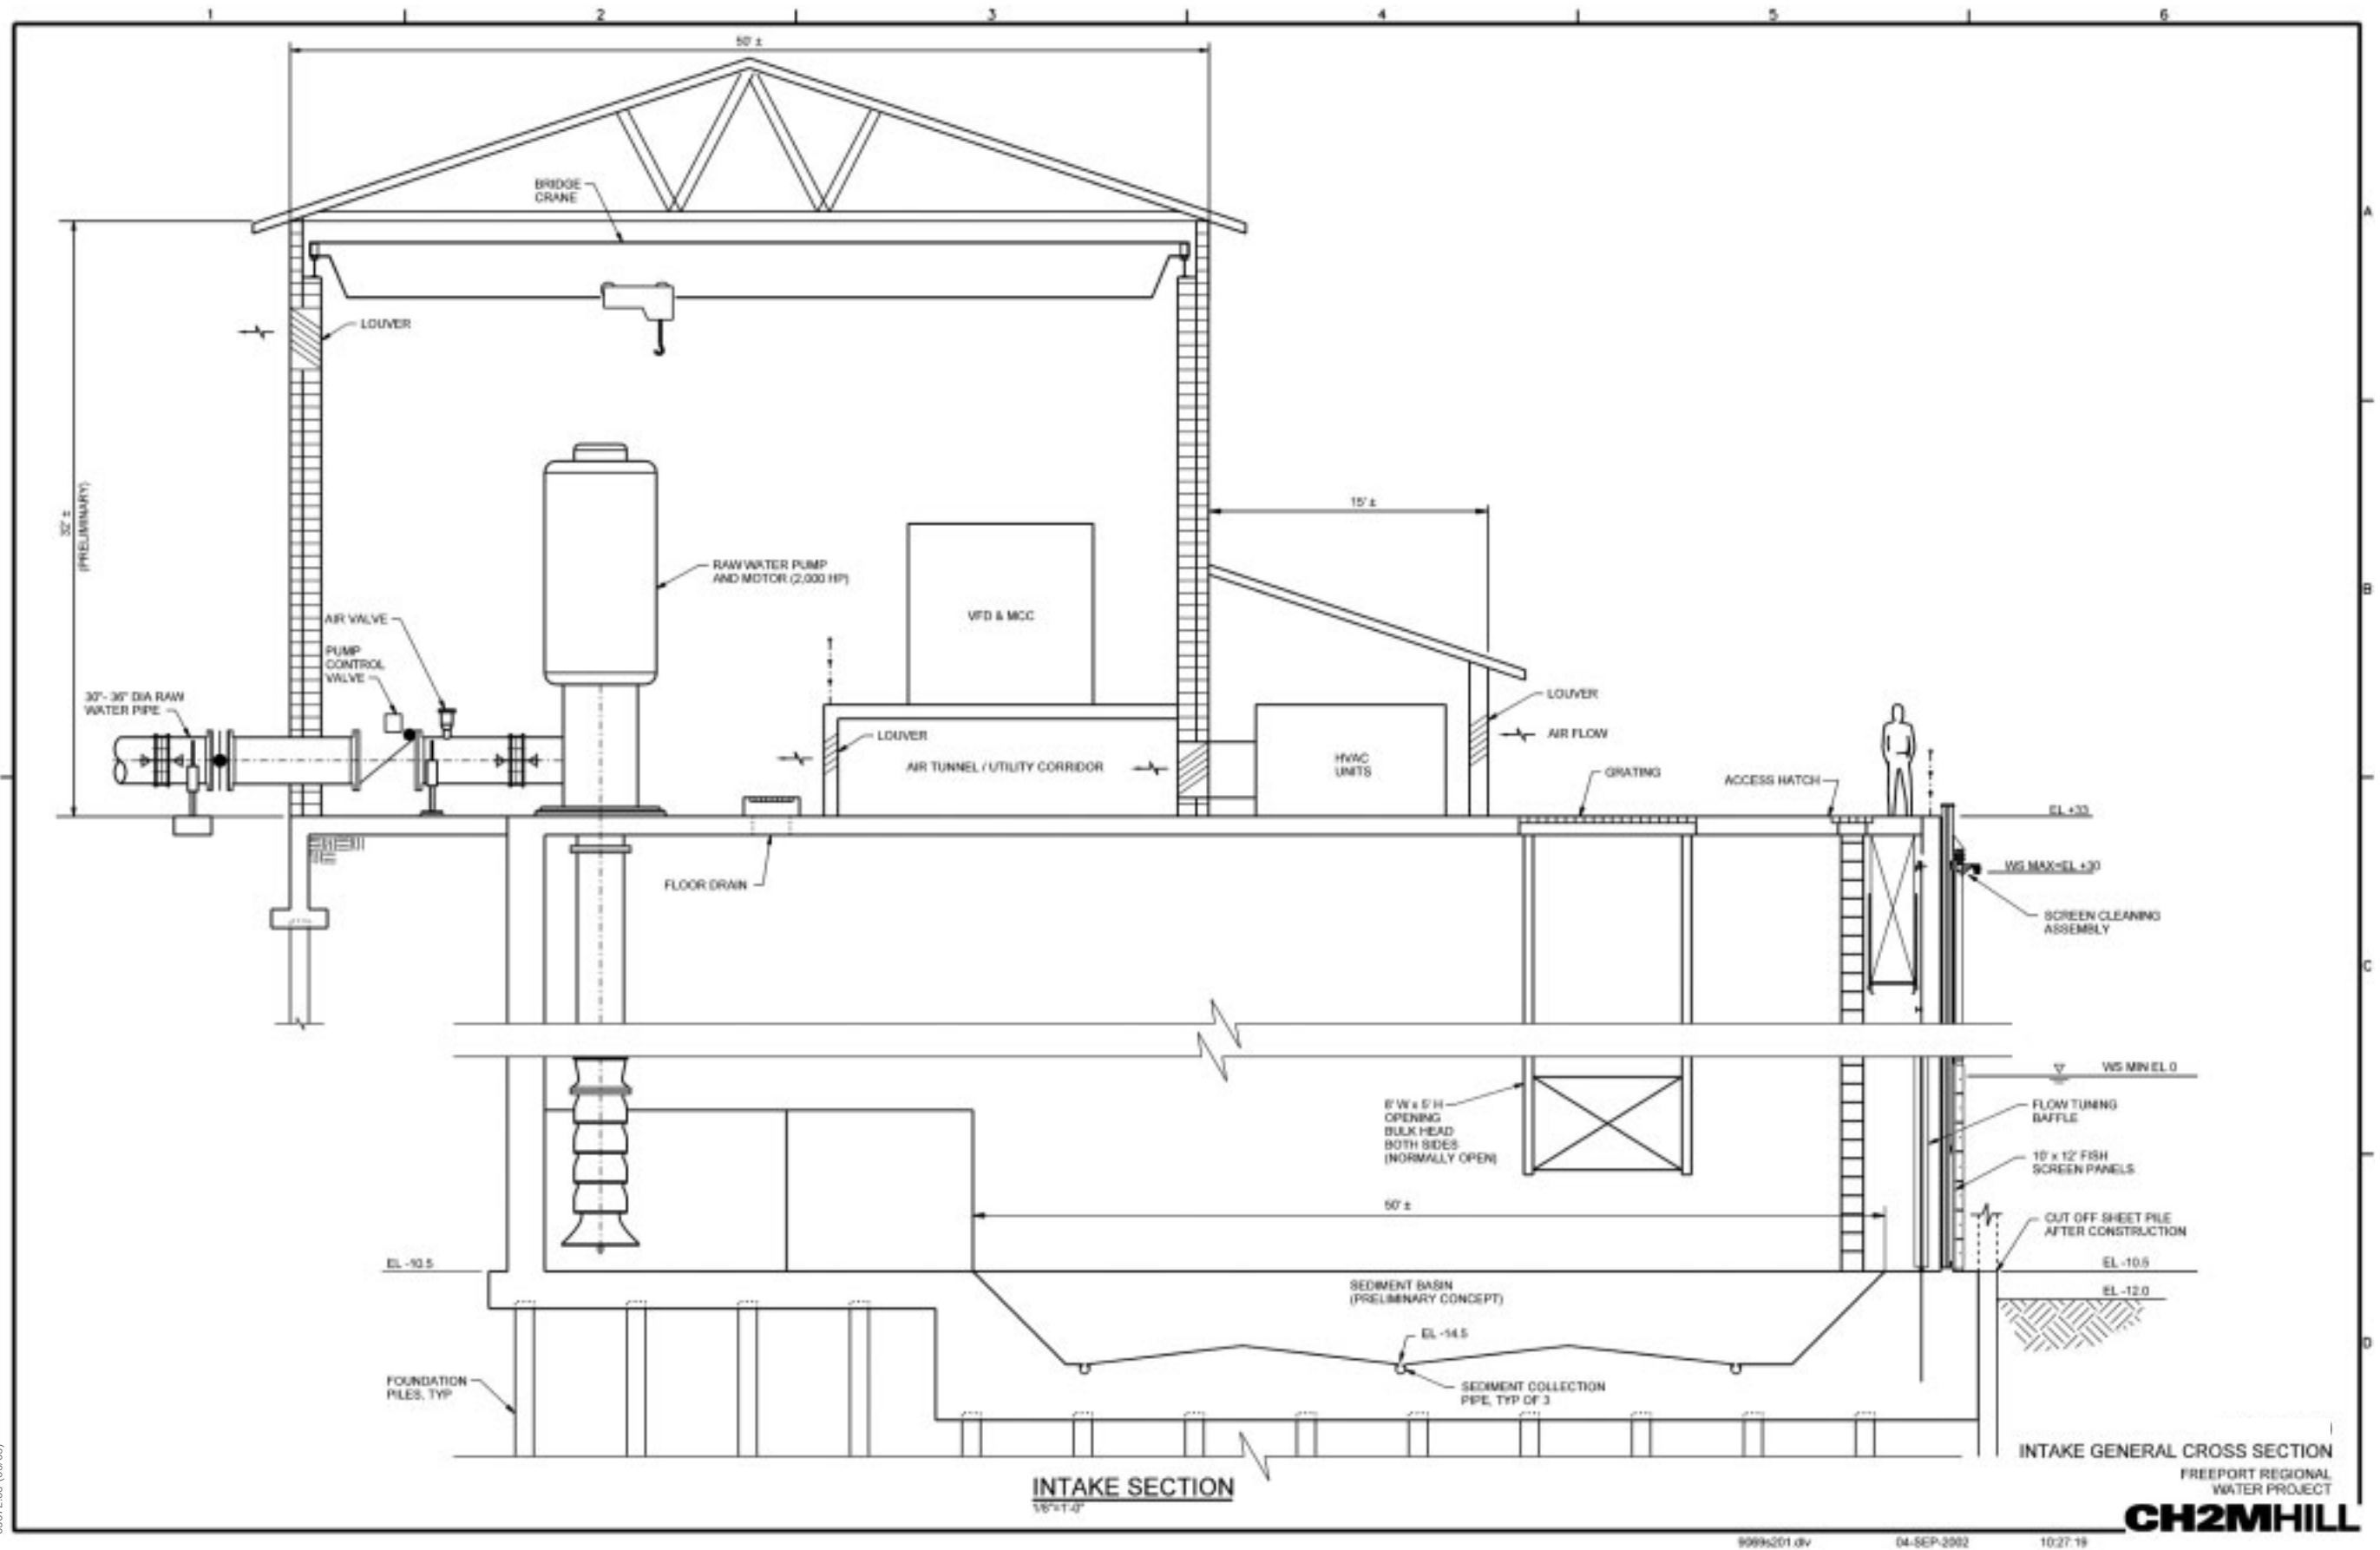 1 2 3 4 5 6
50' ±
A
BRIDGE
CRANE
LOUVER
32' ±
(PRELIMINARY)
15' ±
RAW WATER PUMP
AND MOTOR (2,000 HP)
B
VFD & MCC
AIR VALVE
PUMP
CONTROL
VALVE
30"- 36" DIA RAW
WATER PIPE
LOUVER
LOUVER
AIR FLOW
AIR TUNNEL / UTILITY CORRIDOR
HVAC
UNITS
GRATING
ACCESS HATCH
EL +33
WS MAX=EL +30
FLOOR DRAIN
SCREEN CLEANING
ASSEMBLY
C
WS MIN EL 0
8' W x 5' H
OPENING
BULK HEAD
BOTH SIDES
(NORMALLY OPEN)
FLOW TUNING
BAFFLE
10' x 12' FISH
SCREEN PANELS
50' ±
CUT OFF SHEET PILE
AFTER CONSTRUCTION
EL -10.5
EL -10.5
SEDIMENT BASIN
(PRELIMINARY CONCEPT)
EL -12.0
EL -14.5
D
FOUNDATION
PILES, TYP
SEDIMENT COLLECTION
PIPE, TYP OF 3
INTAKE SECTION
INTAKE GENERAL CROSS SECTION
FREEPORT REGIONAL
WATER PROJECT
CH2MHILL
04-SEP-2002
10:27:19